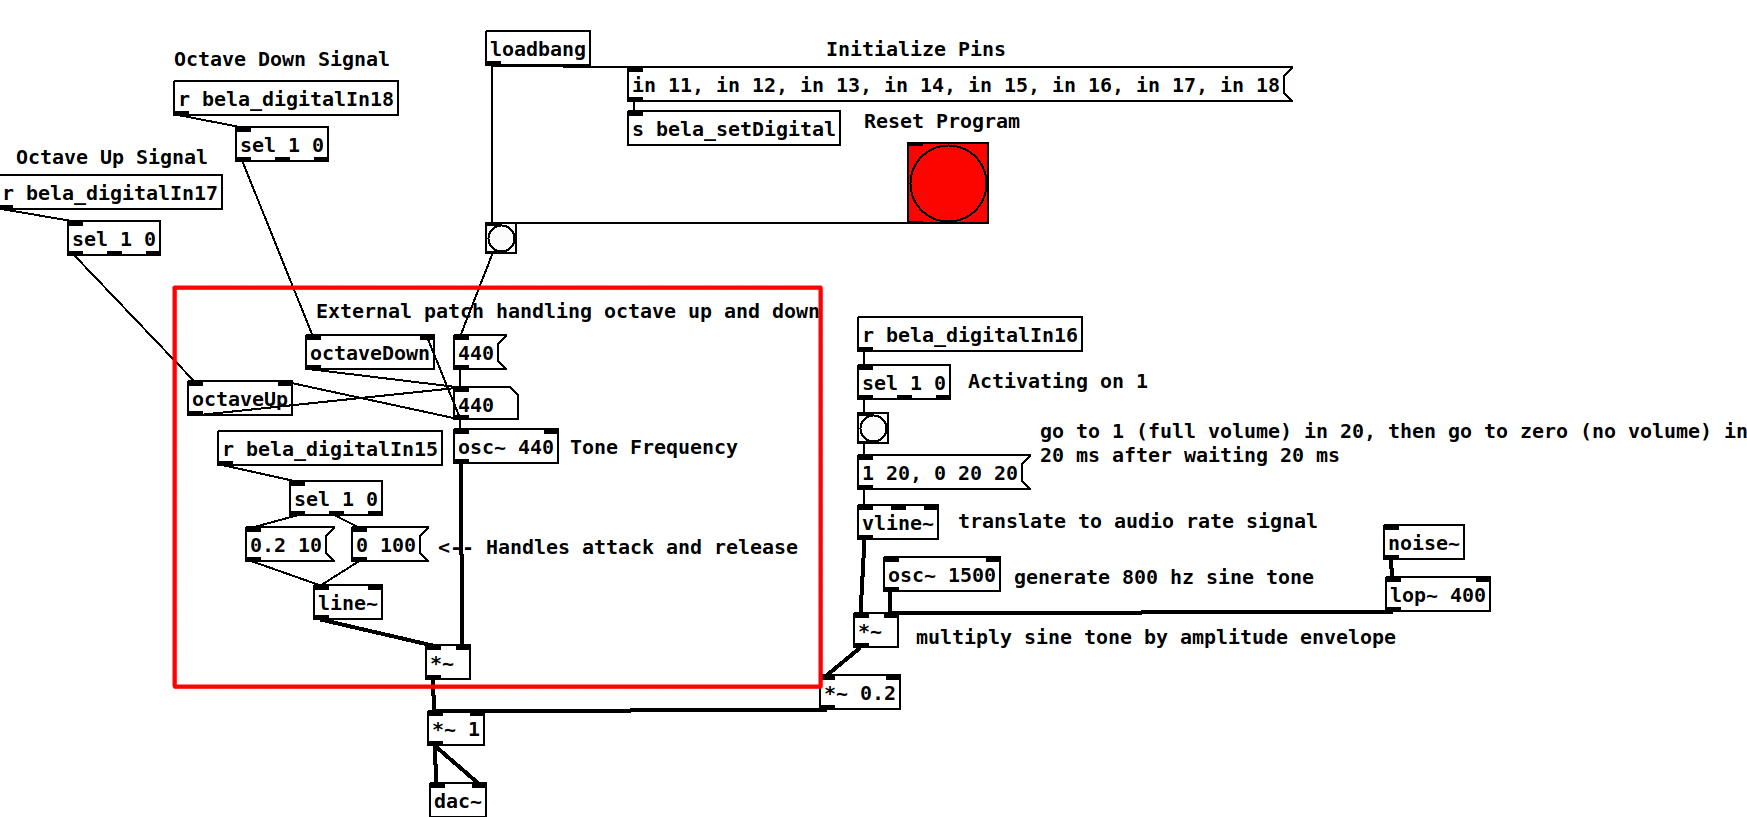 loadbang
Initialize Pins
Octave Down Signal
in 11, in 12, in 13, in 14, in 15, in 16, in 17, in 18
r bela_digitalIn18
s bela_setDigital
Reset Program
sel 1 0
Octave Up Signal
r bela_digitalIn17
sel 1 0
External patch handling octave up and down
octaveDown
440
octaveUp
440
r bela_digitalIn15
osc~ 440
Tone Frequency
sel 1 0
0.2 10
0 100
<-- Handles attack and release
line~
*~
r bela_digitalIn16
sel 1 0
Activating on 1
go to 1 (full volume) in 20, then go to zero (no volume) in
20 ms after waiting 20 ms
1 20, 0 20 20
vline~
translate to audio rate signal
noise~
osc~ 1500
generate 800 hz sine tone
lop~ 400
*~
multiply sine tone by amplitude envelope
*~ 0.2
*~ 1
dac~